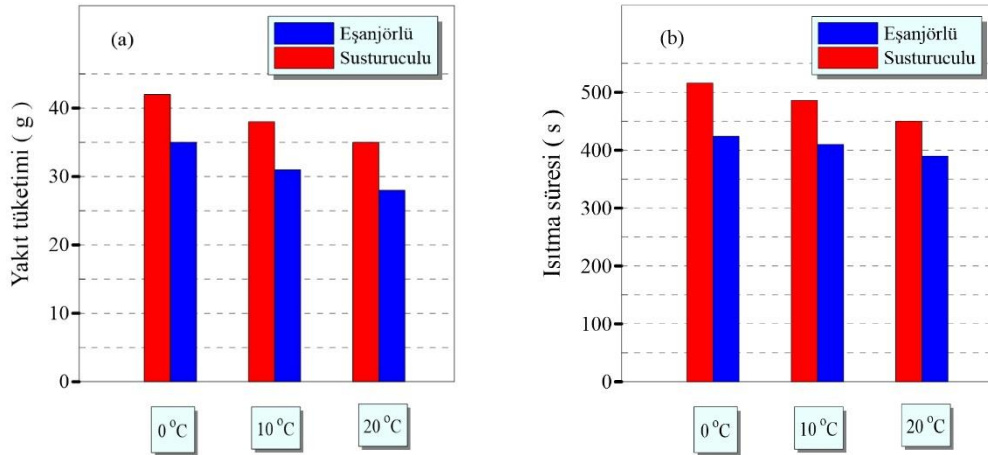 (a)
Eşanjörlü
Susturuculu
Yakıt tüketimi ( g )
40
30
20
10
0
0 °C
10 °C
20 °C
(b)
Eşanjörlü
Susturuculu
Isıtma süresi ( s )
500
400
300
200
100
0
0 °C
10 °C
20 °C